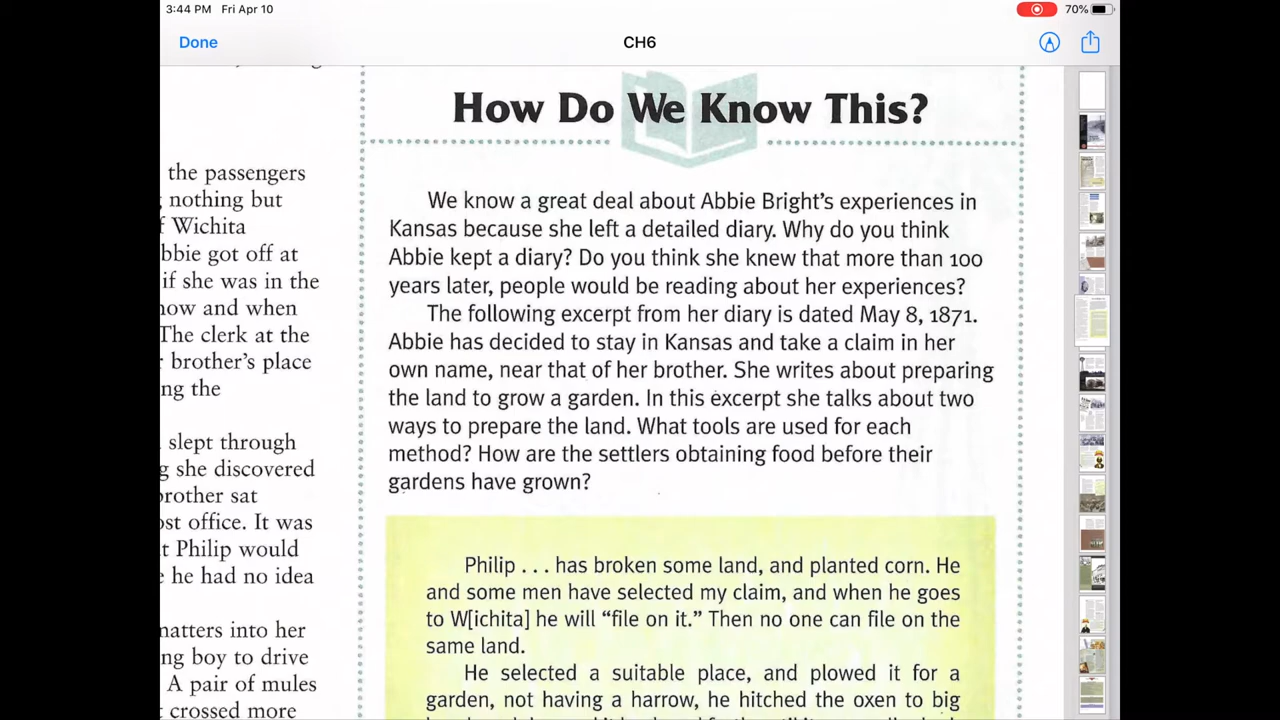 3:44 PM Fri Apr 10
70%
Done
CH6
the passengers
nothing but
f Wichita
bbie got off at
if she was in the
now and when
The clerk at the
brother's place
ng the
slept through
g she discovered
brother sat
ost office. It was
t Philip would
e he had no idea
matters into her
ng boy to drive
A pair of mules
t crossed more
How Do We Know This?
We know a great deal about Abbie Bright's experiences in
Kansas because she left a detailed diary. Why do you think
Abbie kept a diary? Do you think she knew that more than 100
years later, people would be reading about her experiences?
The following excerpt from her diary is dated May 8, 1871.
Abbie has decided to stay in Kansas and take a claim in her
own name, near that of her brother. She writes about preparing
the land to grow a garden. In this excerpt she talks about two
ways to prepare the land. What tools are used for each
method? How are the settlers obtaining food before their
gardens have grown?
Philip . . . has broken some land, and planted corn. He
and some men have selected my claim, and when he goes
to W[ichita] he will "file on it." Then no one can file on the
same land.
He selected a suitable place, and plowed it for a
garden, not having a harrow, he hitched the oxen to big